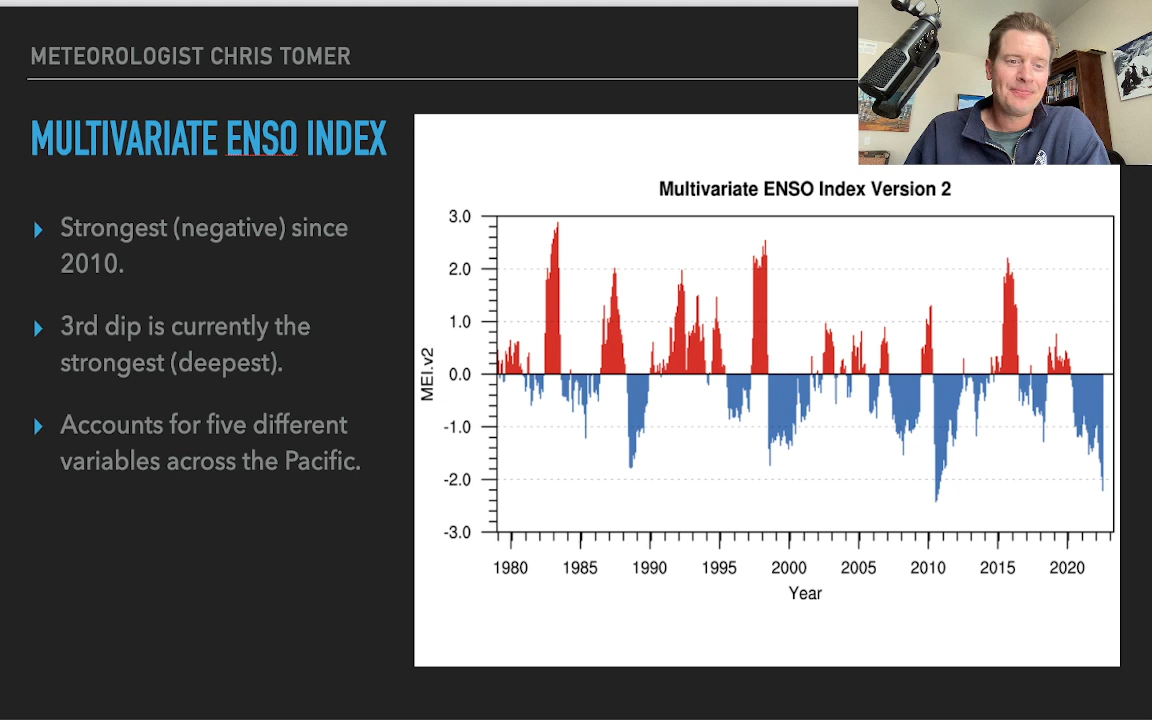 METEOROLOGIST CHRIS TOMER
MULTIVARIATE ENSO INDEX
Strongest (negative) since
2010.
3rd dip is currently the
strongest (deepest).
Accounts for five different
variables across the Pacific.
Multivariate ENSO Index Version 2
3.0
2.0
1.0
0.0
-1.0
-2.0
-3.0
MEI.v2
1980 1985 1990 1995 2000 2005 2010 2015 2020
Year